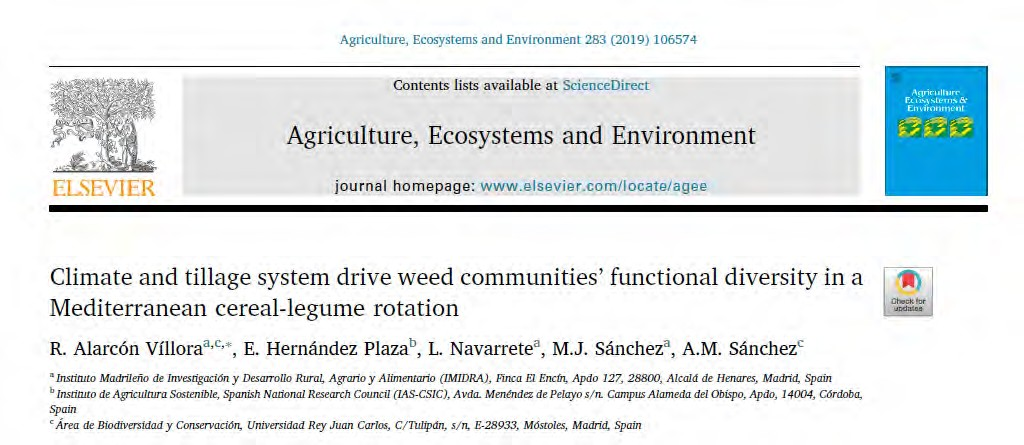 Agriculture, Ecosystems and Environment 283 (2019) 106574
Contents lists available at ScienceDirect
Agriculture, Ecosystems and Environment
journal homepage: www.elsevier.com/locate/agee
ELSEVIER
Agriculture
Ecosystems &
Environment
Climate and tillage system drive weed communities' functional diversity in a
Mediterranean cereal-legume rotation
Check for
updates
R. Alarcón Víllora^a,c,*, E. Hernández Plaza^b, L. Navarrete^a, M.J. Sánchez^a, A.M. Sánchez^c
^a Instituto Madrileño de Investigación y Desarrollo Rural, Agrario y Alimentario (IMIDRA), Finca El Encín, Apdo 127, 28800, Alcalá de Henares, Madrid, Spain
^b Instituto de Agricultura Sostenible, Spanish National Research Council (IAS-CSIC), Avda. Menéndez de Pelayo s/n. Campus Alameda del Obispo, Apdo, 14004, Córdoba,
Spain
^c Área de Biodiversidad y Conservación, Universidad Rey Juan Carlos, C/Tulipán, s/n, E-28933, Móstoles, Madrid, Spain